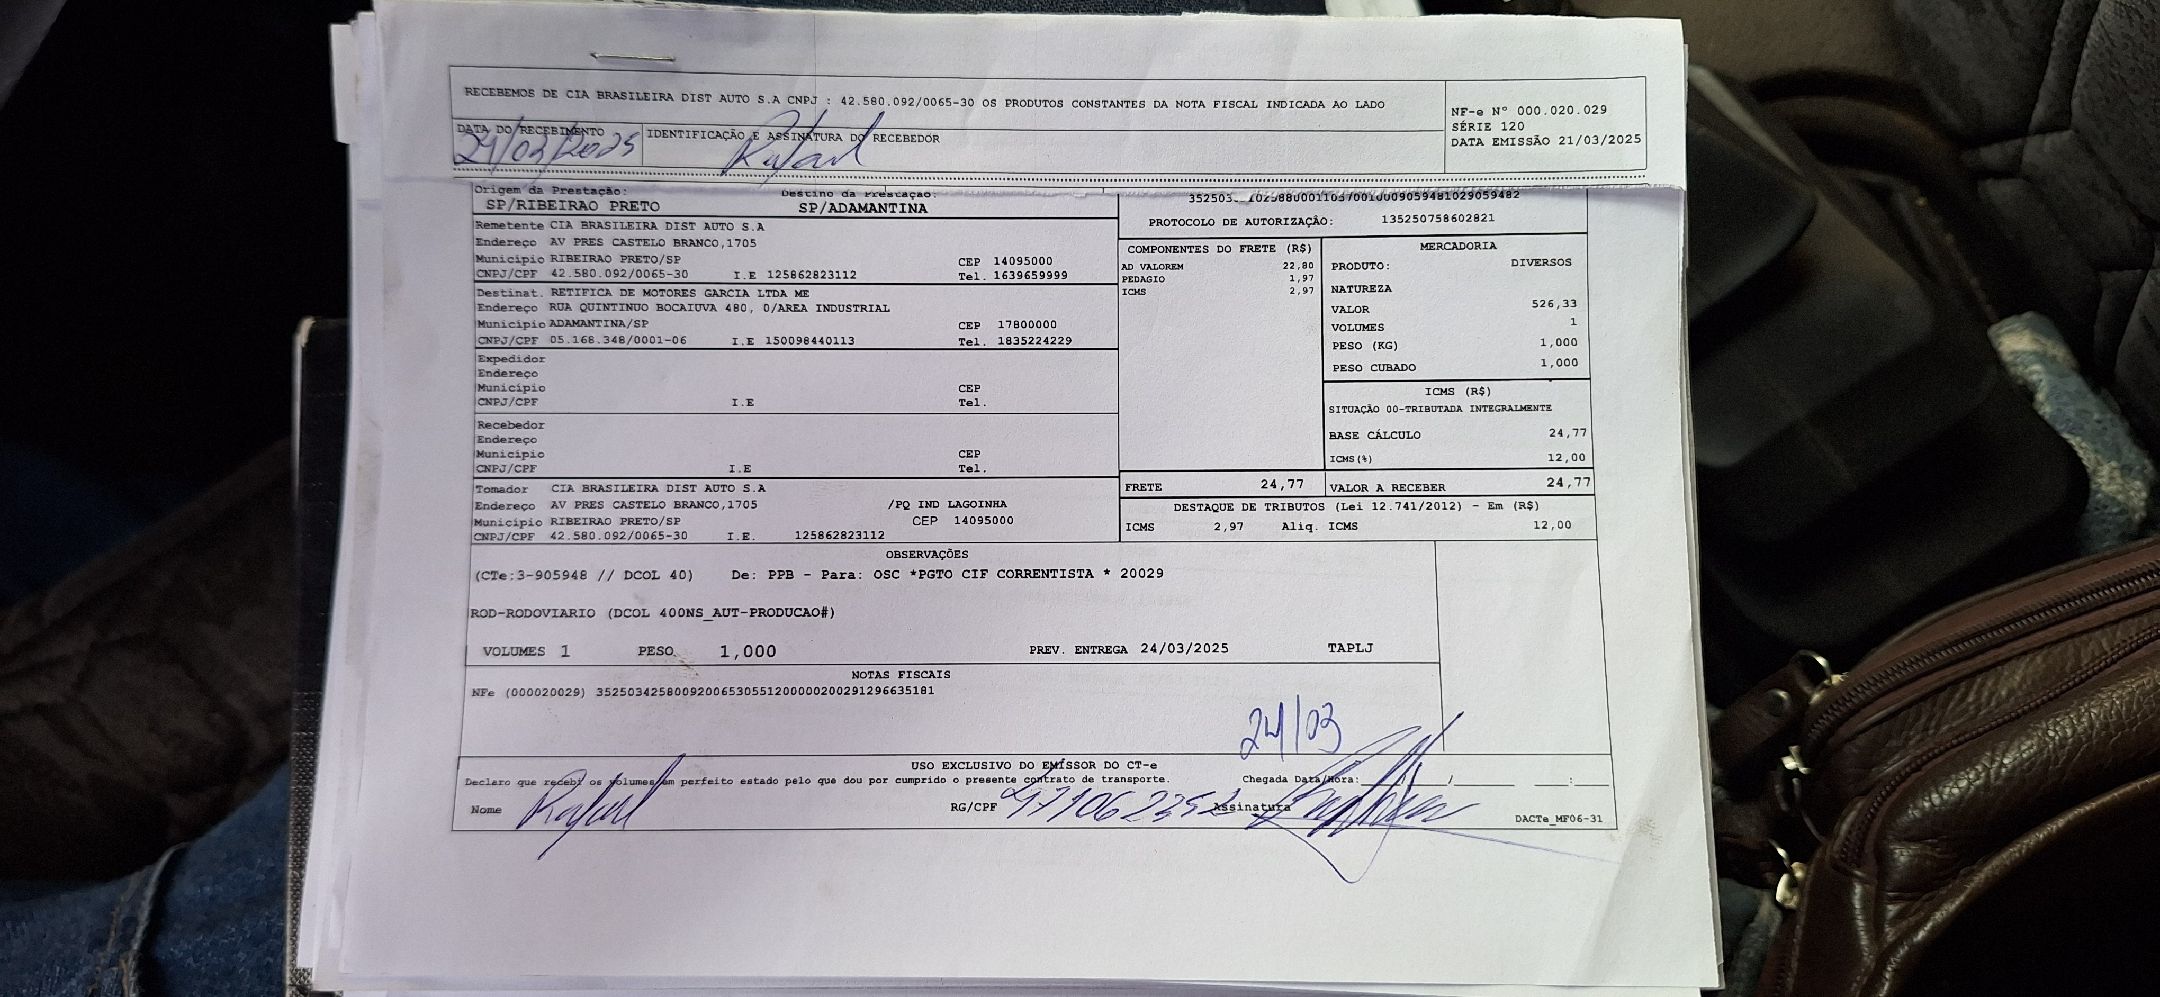 RECEBEMOS DE CIA BRASILEIRA DIST AUTO S.A CNPJ : 42.580.092/0065-30 OS PRODUTOS CONSTANTES DA NOTA FISCAL INDICADA AO LADO
NF-e Nº 000.020.029
SÉRIE 120
DATA EMISSÃO 21/03/2025
DATA DO RECEBIMENTO
24/03/2025
IDENTIFICAÇÃO E ASSINATURA DO RECEBEDOR
Rafael
Origem da Prestação:
SP/RIBEIRAO PRETO
Destino da Prestação:
SP/ADAMANTINA
PROTOCOLO DE AUTORIZAÇÃO: 135250758602821
Remetente CIA BRASILEIRA DIST AUTO S.A
Endereço AV PRES CASTELO BRANCO,1705
Município RIBEIRAO PRETO/SP CEP 14095000
CNPJ/CPF 42.580.092/0065-30 I.E 125862823112 Tel. 1639659999
Destinat. RETIFICA DE MOTORES GARCIA LTDA ME
Endereço RUA QUINTINUO BOCAIUVA 480, 0/AREA INDUSTRIAL
Município ADAMANTINA/SP CEP 17800000
CNPJ/CPF 05.168.348/0001-06 I.E 150098440113 Tel. 1835224229
Expedidor
Endereço
Município CEP
CNPJ/CPF I.E Tel.
Recebedor
Endereço
Município CEP
CNPJ/CPF I.E Tel.
Tomador CIA BRASILEIRA DIST AUTO S.A
Endereço AV PRES CASTELO BRANCO,1705 /PQ IND LAGOINHA
Município RIBEIRAO PRETO/SP CEP 14095000
CNPJ/CPF 42.580.092/0065-30 I.E. 125862823112
COMPONENTES DO FRETE (R$)
AD VALOREM 22,80
PEDAGIO 1,97
ICMS 2,97
MERCADORIA
PRODUTO: DIVERSOS
NATUREZA
VALOR 526,33
VOLUMES 1
PESO (KG) 1,000
PESO CUBADO 1,000
ICMS (R$)
SITUAÇÃO 00-TRIBUTADA INTEGRALMENTE
BASE CÁLCULO 24,77
ICMS(%) 12,00
FRETE 24,77 VALOR A RECEBER 24,77
DESTAQUE DE TRIBUTOS (Lei 12.741/2012) - Em (R$)
ICMS 2,97 Aliq. ICMS 12,00
OBSERVAÇÕES
(CTe:3-905948 // DCOL 40) De: PPB - Para: OSC *PGTO CIF CORRENTISTA * 20029
ROD-RODOVIARIO (DCOL 400NS_AUT-PRODUCAO#)
VOLUMES 1 PESO 1,000 PREV. ENTREGA 24/03/2025 TAPLJ
NOTAS FISCAIS
NFe (000020029) 35250342580092006530551200000200291296635181
24/03
USO EXCLUSIVO DO EMISSOR DO CT-e
Declaro que recebi os volumes em perfeito estado pelo que dou por cumprido o presente contrato de transporte. Chegada Data/Hora: / / :
Nome Rafael RG/CPF Assinatura
DACTe_MF06-31